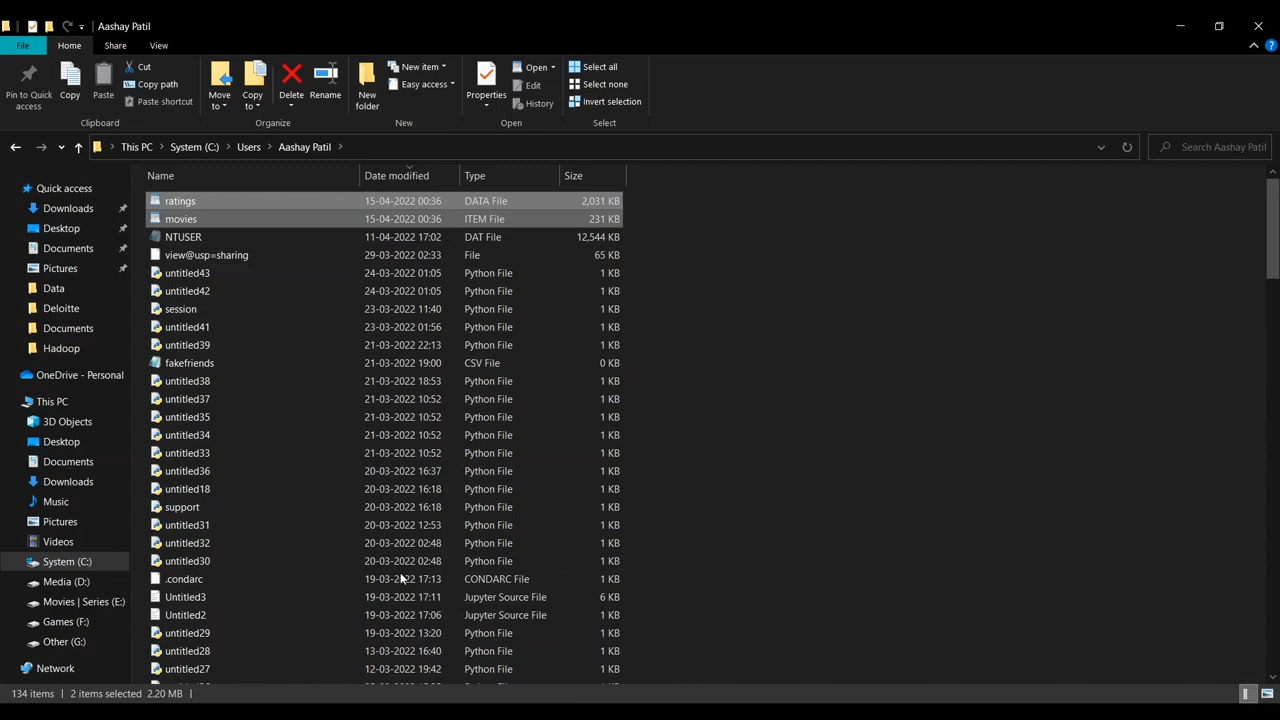 Aashay Patil
File Home Share View
Pin to Quick access
Copy
Paste
Cut
Copy path
Paste shortcut
Clipboard
Move to
Copy to
Delete
Rename
Organize
New folder
New item
Easy access
New
Properties
Open
Edit
History
Open
Select all
Select none
Invert selection
Select
This PC > System (C:) > Users > Aashay Patil >
Search Aashay Patil
Name Date modified Type Size
Quick access
Downloads
Desktop
Documents
Pictures
Data
Deloitte
Documents
Hadoop
OneDrive - Personal
This PC
3D Objects
Desktop
Documents
Downloads
Music
Pictures
Videos
System (C:)
Media (D:)
Movies | Series (E:)
Games (F:)
Other (G:)
Network
ratings 15-04-2022 00:36 DATA File 2,031 KB
movies 15-04-2022 00:36 ITEM File 231 KB
NTUSER 11-04-2022 17:02 DAT File 12,544 KB
view@usp=sharing 29-03-2022 02:33 File 65 KB
untitled43 24-03-2022 01:05 Python File 1 KB
untitled42 24-03-2022 01:05 Python File 1 KB
session 23-03-2022 11:40 Python File 1 KB
untitled41 23-03-2022 01:56 Python File 1 KB
untitled39 21-03-2022 22:13 Python File 1 KB
fakefriends 21-03-2022 19:00 CSV File 0 KB
untitled38 21-03-2022 18:53 Python File 1 KB
untitled37 21-03-2022 10:52 Python File 1 KB
untitled35 21-03-2022 10:52 Python File 1 KB
untitled34 21-03-2022 10:52 Python File 1 KB
untitled33 21-03-2022 10:52 Python File 1 KB
untitled36 20-03-2022 16:37 Python File 1 KB
untitled18 20-03-2022 16:18 Python File 1 KB
support 20-03-2022 16:18 Python File 1 KB
untitled31 20-03-2022 12:53 Python File 1 KB
untitled32 20-03-2022 02:48 Python File 1 KB
untitled30 20-03-2022 02:48 Python File 1 KB
.condarc 19-03-2022 17:13 CONDARC File 1 KB
Untitled3 19-03-2022 17:11 Jupyter Source File 6 KB
Untitled2 19-03-2022 17:06 Jupyter Source File 1 KB
untitled29 19-03-2022 13:20 Python File 1 KB
untitled28 13-03-2022 16:40 Python File 1 KB
untitled27 12-03-2022 19:42 Python File 1 KB
134 items | 2 items selected 2.20 MB |